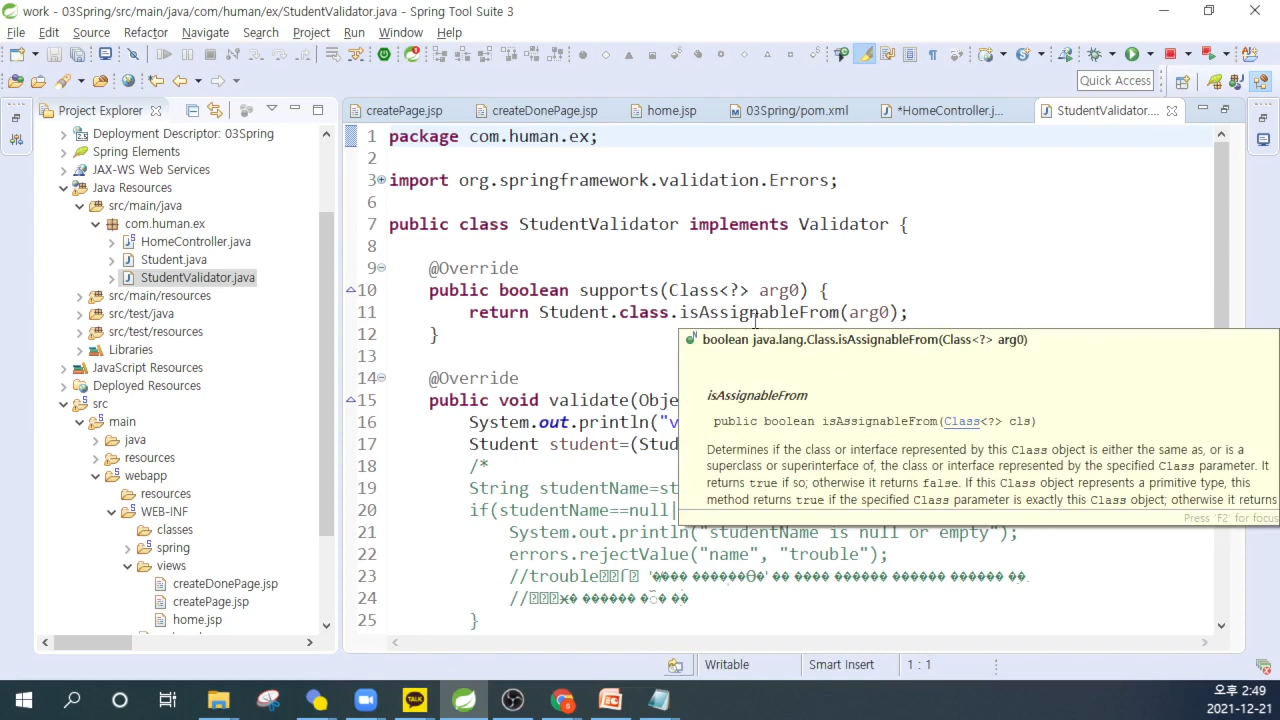 work - 03Spring/src/main/java/com/human/ex/StudentValidator.java - Spring Tool Suite 3
File Edit Source Refactor Navigate Search Project Run Window Help
Quick Access
Project Explorer
createPage.jsp createDonePage.jsp home.jsp 03Spring/pom.xml *HomeController.j... StudentValidator....
Deployment Descriptor: 03Spring
Spring Elements
JAX-WS Web Services
Java Resources
src/main/java
com.human.ex
HomeController.java
Student.java
StudentValidator.java
src/main/resources
src/test/java
src/test/resources
Libraries
JavaScript Resources
Deployed Resources
src
main
java
resources
webapp
resources
WEB-INF
classes
spring
views
createDonePage.jsp
createPage.jsp
home.jsp
1 package com.human.ex;
2
3 import org.springframework.validation.Errors;
6
7 public class StudentValidator implements Validator {
8
9 @Override
10 public boolean supports(Class<?> arg0) {
11 return Student.class.isAssignableFrom(arg0);
12 }
13
14 @Override
15 public void validate(Obje
16 System.out.println("v
17 Student student=(Stud
18 /*
19 String studentName=st
20 if(studentName==null|
21 System.out.println("studentName is null or empty");
22 errors.rejectValue("name", "trouble");
23 //trouble
24 //
25 }
boolean java.lang.Class.isAssignableFrom(Class<?> arg0)
isAssignableFrom
public boolean isAssignableFrom(Class<?> cls)
Determines if the class or interface represented by this Class object is either the same as, or is a
superclass or superinterface of, the class or interface represented by the specified Class parameter. It
returns true if so; otherwise it returns false. If this Class object represents a primitive type, this
method returns true if the specified Class parameter is exactly this Class object; otherwise it returns
Press 'F2' for focus
Writable Smart Insert 1 : 1
TALK
오후 2:49
2021-12-21